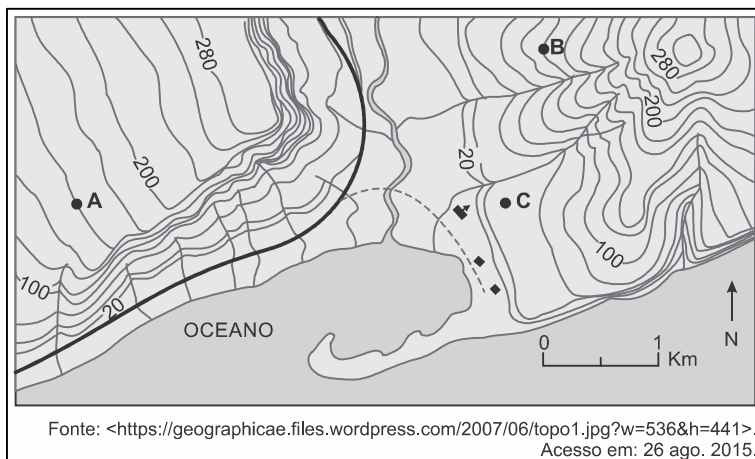 B
280
280
200
200
20
A
C
100
100
20
OCEANO
0 1
Km
N
Fonte: <https://geographicae.files.wordpress.com/2007/06/topo1.jpg?w=536&h=441>.
Acesso em: 26 ago. 2015.